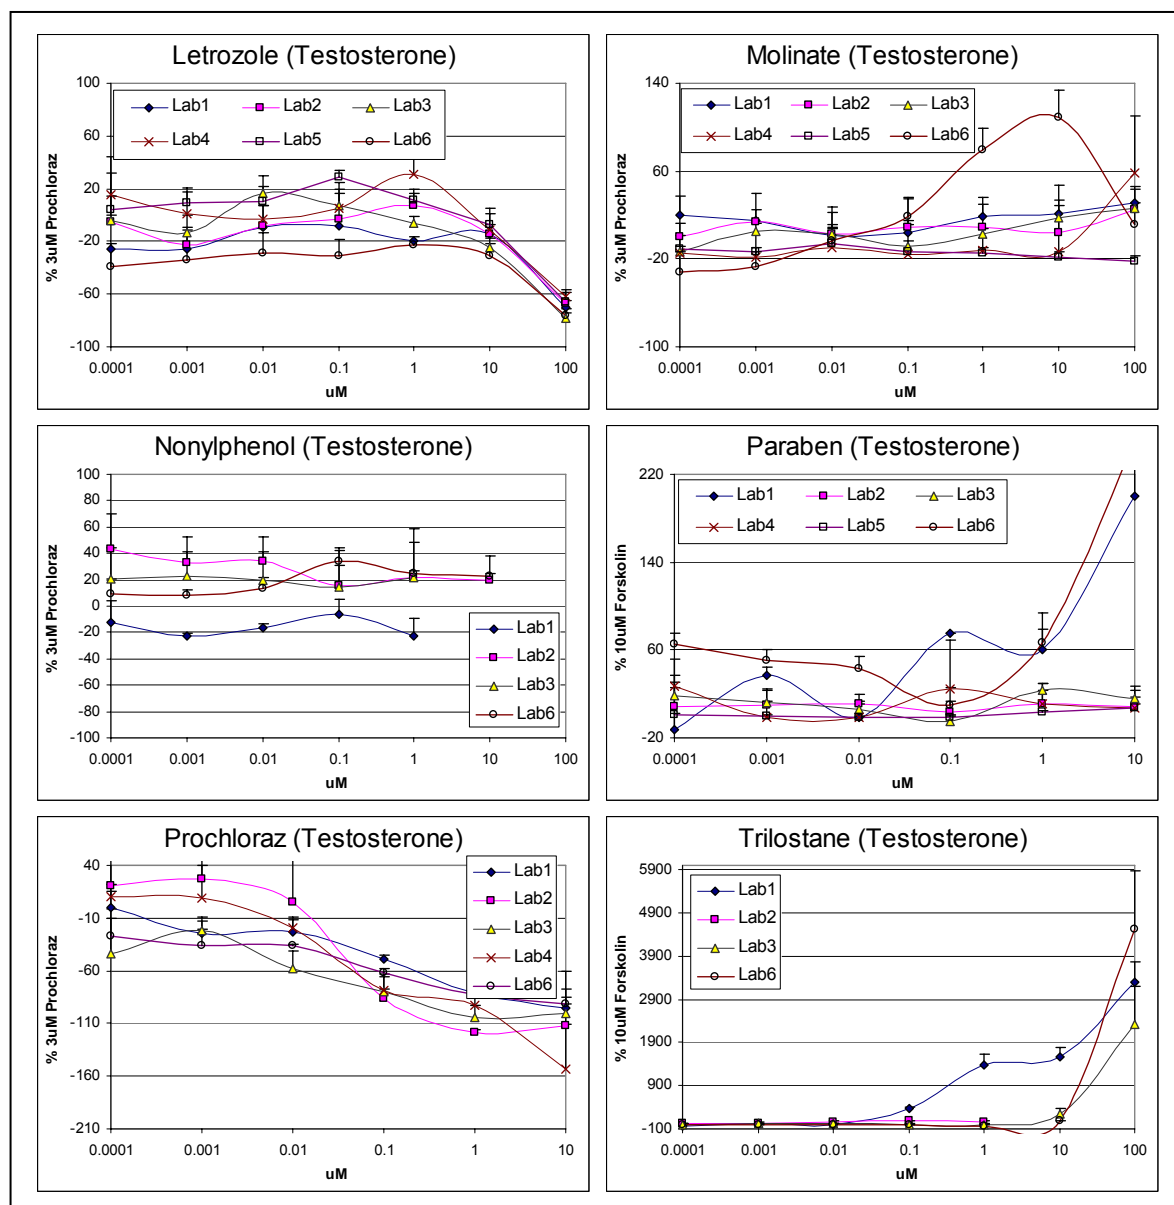 Letrozole (Testosterone)
100
60
20
-20
-60
-100
% 3uM Prochloraz
Lab1 Lab2 Lab3
Lab4 Lab5 Lab6
0.0001 0.001 0.01 0.1 1 10 100
uM
Molinate (Testosterone)
140
60
-20
-100
% 3uM Prochloraz
Lab1 Lab2 Lab3
Lab4 Lab5 Lab6
0.0001 0.001 0.01 0.1 1 10 100
uM
Nonylphenol (Testosterone)
100
80
60
40
20
0
-20
-40
-60
-80
-100
% 3uM Prochloraz
Lab1
Lab2
Lab3
Lab6
0.0001 0.001 0.01 0.1 1 10 100
uM
Paraben (Testosterone)
220
140
60
-20
% 10uM Forskolin
Lab1 Lab2 Lab3
Lab4 Lab5 Lab6
0.0001 0.001 0.01 0.1 1 10
uM
Prochloraz (Testosterone)
40
-10
-60
-110
-160
-210
% 3uM Prochloraz
Lab1
Lab2
Lab3
Lab4
Lab6
0.0001 0.001 0.01 0.1 1 10
uM
Trilostane (Testosterone)
5900
4900
3900
2900
1900
900
-100
% 10uM Forskolin
Lab1
Lab2
Lab3
Lab6
0.0001 0.001 0.01 0.1 1 10 100
uM